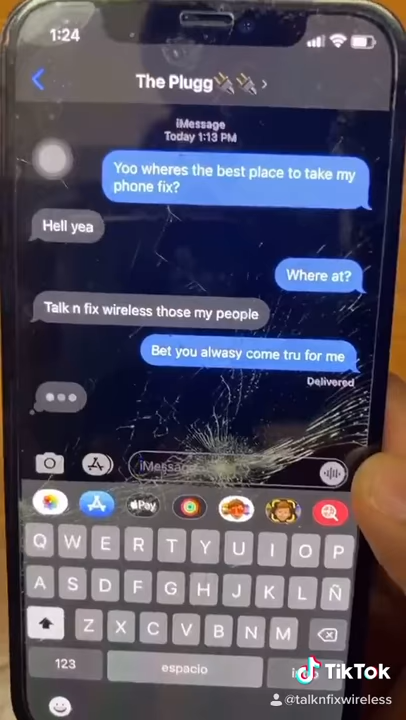 1:24
The Plugg🔌🔌 >
iMessage
Today 1:13 PM
Yoo wheres the best place to take my
phone fix?
Hell yea
Where at?
Talk n fix wireless those my people
Bet you alwasy come tru for me
Delivered
iMessage
Pay
Q W E R T Y U I O P
A S D F G H J K L Ñ
Z X C V B N M
123 espacio
TikTok
@talknfixwireless